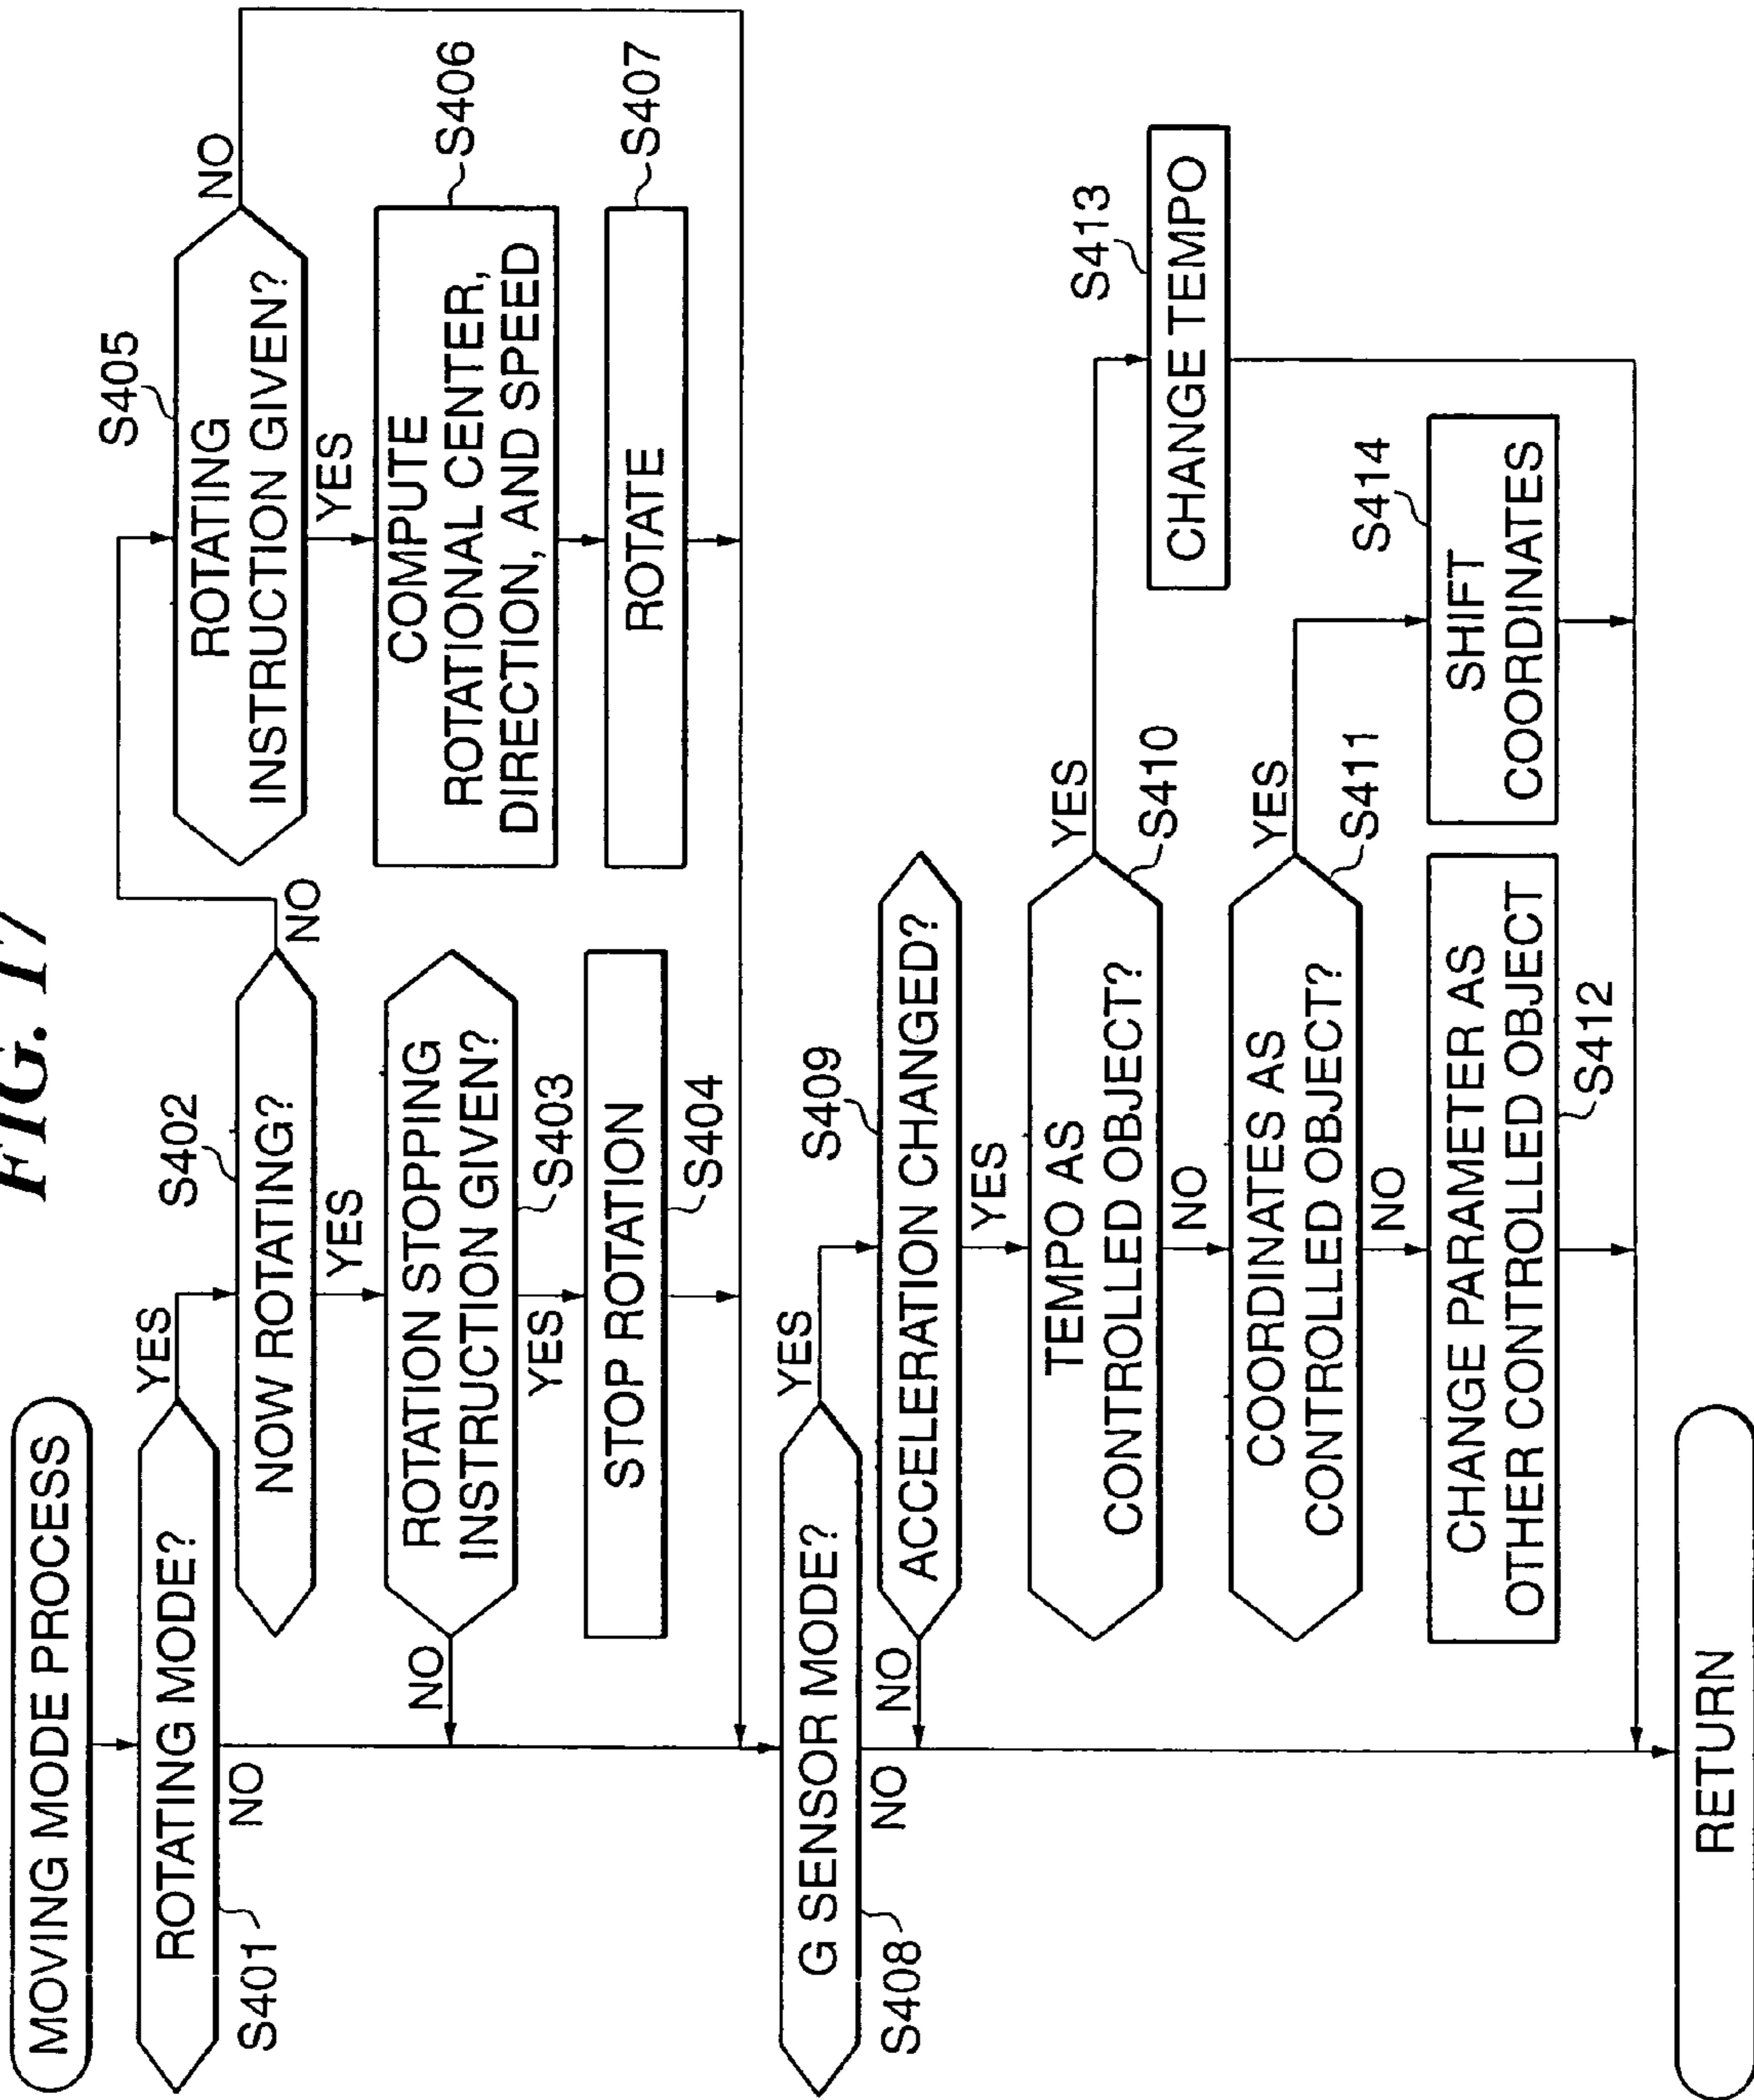 FIG. 17
MOVING MODE PROCESS
ROTATING MODE?
S401
YES
NO
S402
NOW ROTATING?
NO
YES
ROTATION STOPPING
INSTRUCTION GIVEN?
S403
NO
YES
STOP ROTATION
S404
S405
ROTATING
INSTRUCTION GIVEN?
NO
YES
COMPUTE
ROTATIONAL CENTER,
DIRECTION, AND SPEED
S406
ROTATE
S407
G SENSOR MODE?
S408
YES
NO
S409
ACCELERATION CHANGED?
NO
YES
TEMPO AS
CONTROLLED OBJECT?
S410
YES
NO
COORDINATES AS
CONTROLLED OBJECT?
S411
YES
NO
CHANGE PARAMETER AS
OTHER CONTROLLED OBJECT
S412
S413
CHANGE TEMPO
S414
SHIFT
COORDINATES
RETURN